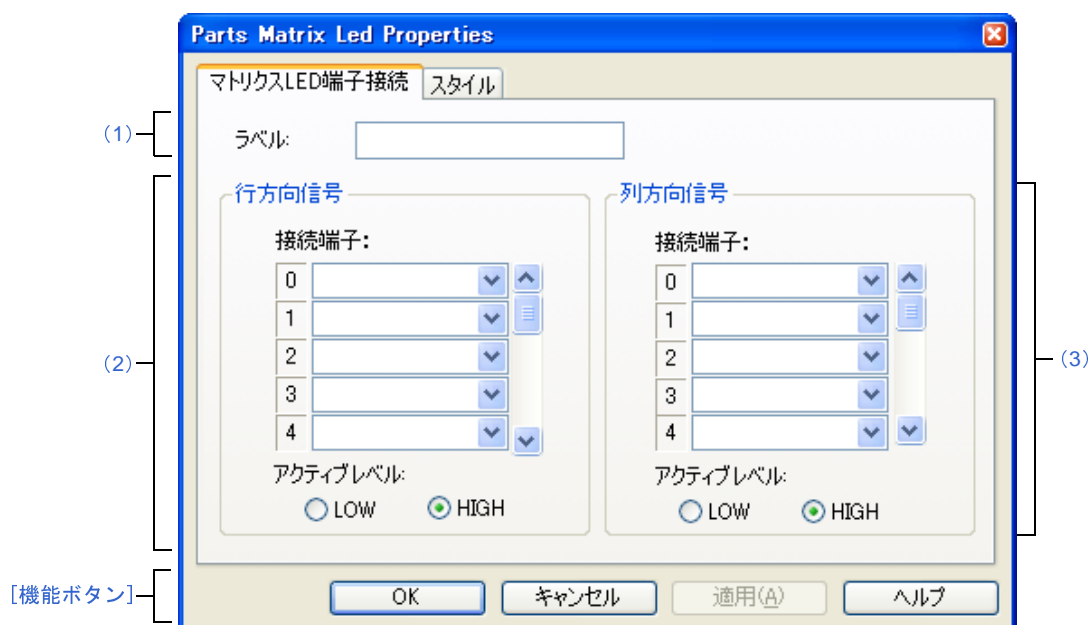 Parts Matrix Led Properties
マトリクスLED端子接続 スタイル
(1) ラベル:
(2) 行方向信号 列方向信号 (3)
接続端子: 接続端子:
0 0
1 1
2 2
3 3
4 4
アクティブレベル: アクティブレベル:
LOW HIGH LOW HIGH
[機能ボタン] OK キャンセル 適用(A) ヘルプ